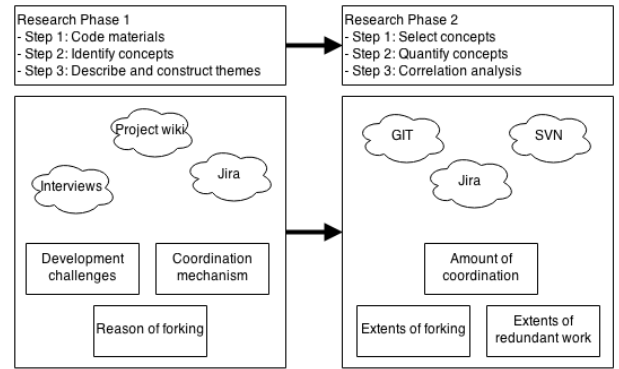 Research Phase 1
- Step 1: Code materials
- Step 2: Identify concepts
- Step 3: Describe and construct themes
Research Phase 2
- Step 1: Select concepts
- Step 2: Quantify concepts
- Step 3: Correlation analysis
Project wiki
Jira
Interviews
Development
challenges
Coordination
mechanism
Reason of forking
GIT
SVN
Jira
Amount of
coordination
Extents of forking
Extents of
redundant work